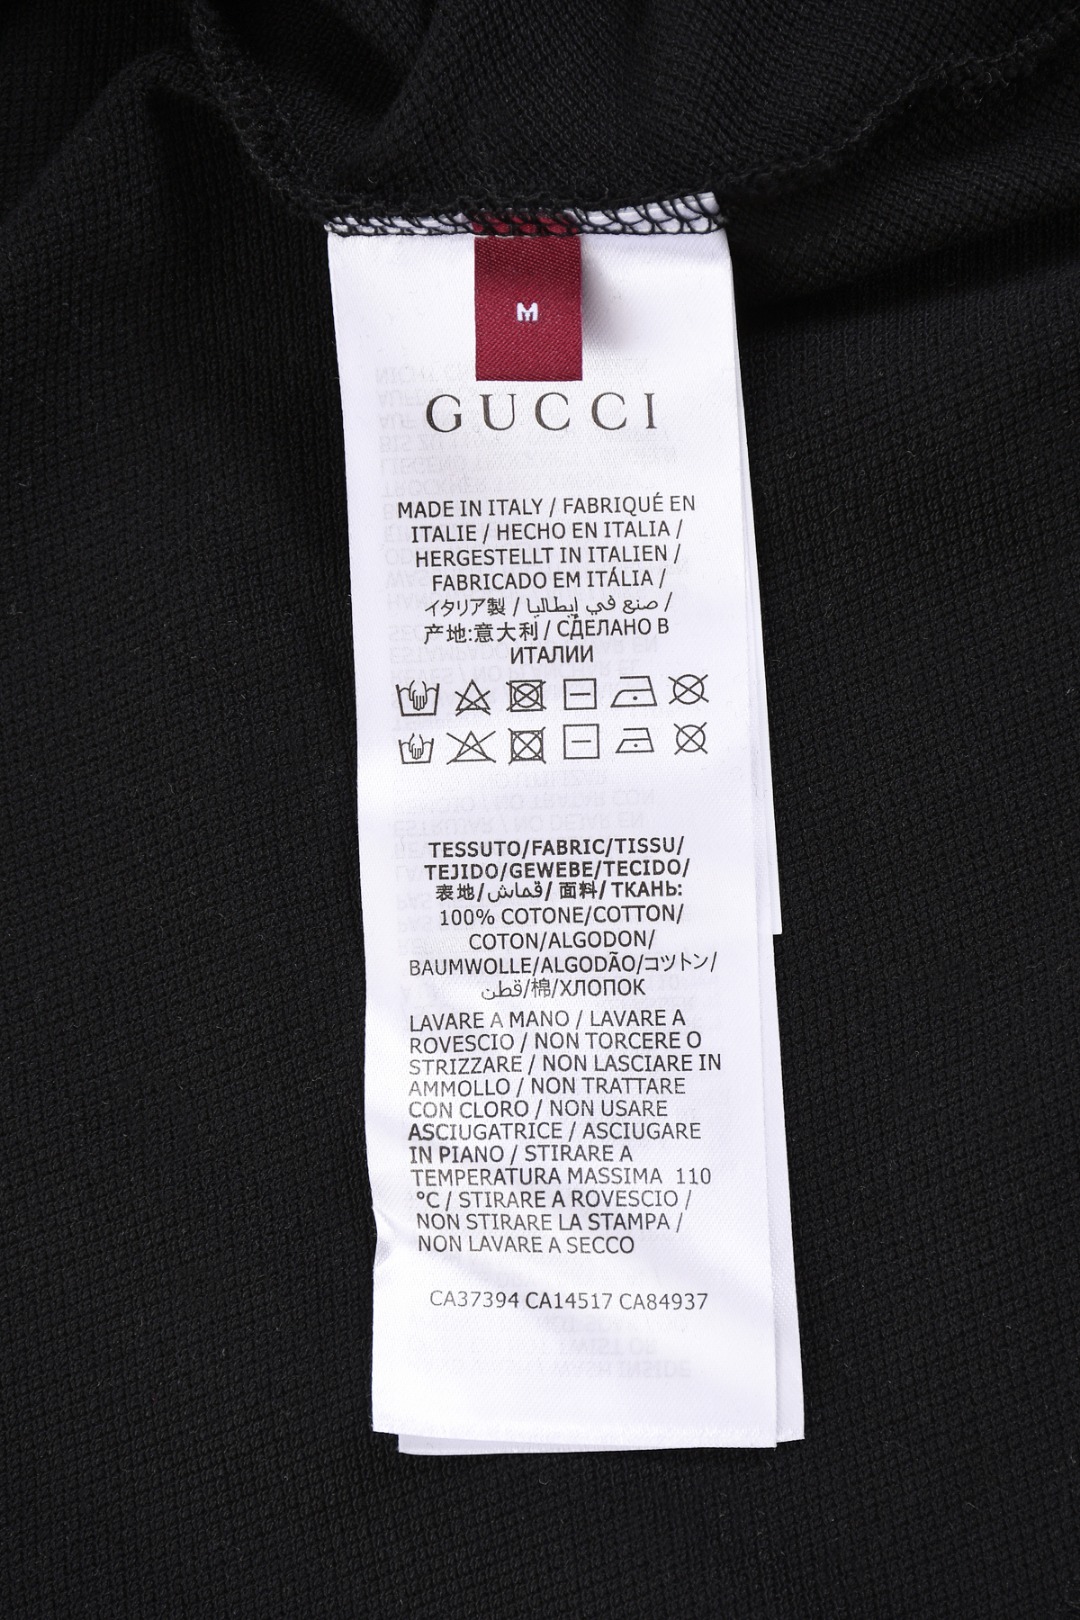 M
GUCCI
MADE IN ITALY / FABRIQUÉ EN
ITALIE / HECHO EN ITALIA /
HERGESTELLT IN ITALIEN /
FABRICADO EM ITÁLIA /
イタリア製 / صنع في إيطاليا /
产地:意大利 / СДЕЛАНО В
ИТАЛИИ
TESSUTO/FABRIC/TISSU/
TEJIDO/GEWEBE/TECIDO/
表地/قماش/ 面料/ ТКАНЬ:
100% COTONE/COTTON/
COTON/ALGODON/
BAUMWOLLE/ALGODÃO/コットン/
قطن/棉/ХЛОПОК
LAVARE A MANO / LAVARE A
ROVESCIO / NON TORCERE O
STRIZZARE / NON LASCIARE IN
AMMOLLO / NON TRATTARE
CON CLORO / NON USARE
ASCIUGATRICE / ASCIUGARE
IN PIANO / STIRARE A
TEMPERATURA MASSIMA 110
°C / STIRARE A ROVESCIO /
NON STIRARE LA STAMPA /
NON LAVARE A SECCO
CA37394 CA14517 CA84937